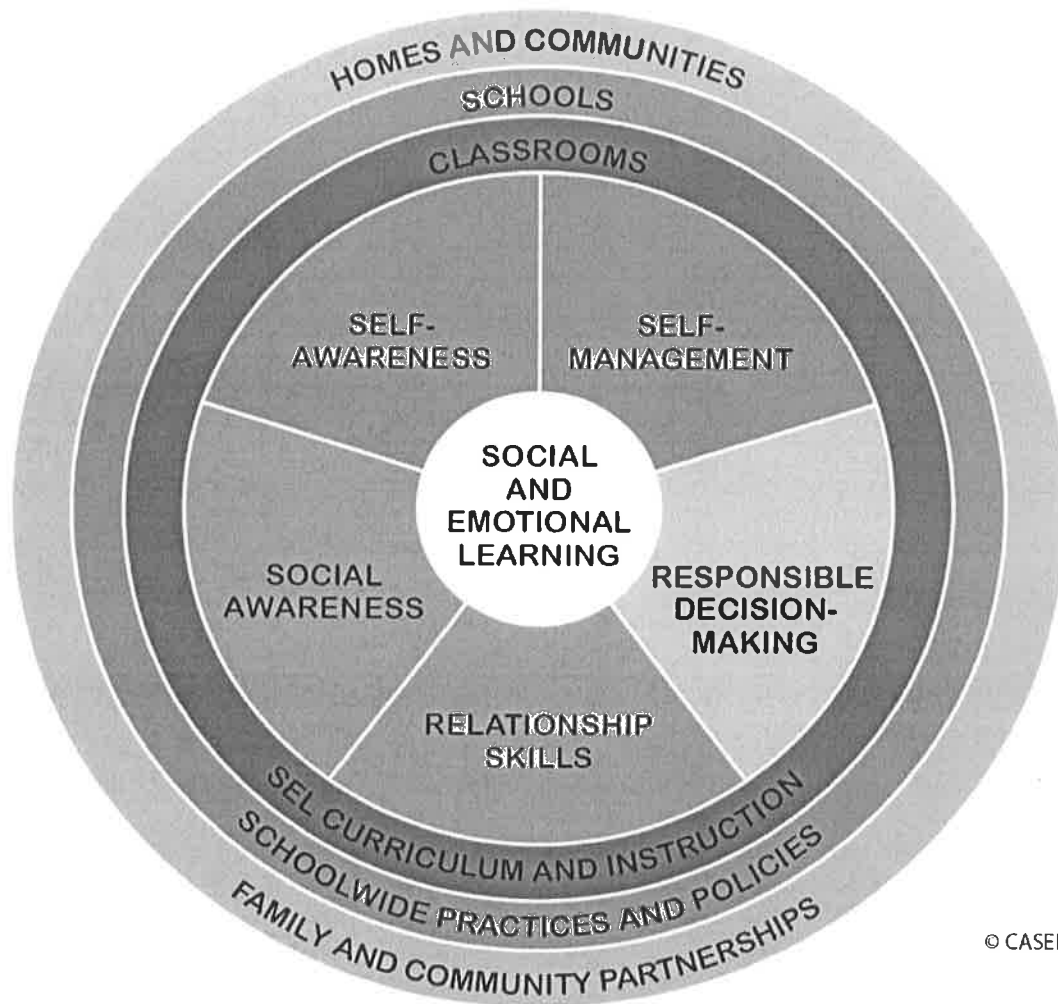 HOMES AND COMMUNITIES
SCHOOLS
CLASSROOMS
SELF-
AWARENESS
SELF-
MANAGEMENT
SOCIAL
AND
EMOTIONAL
LEARNING
SOCIAL
AWARENESS
RESPONSIBLE
DECISION-
MAKING
RELATIONSHIP
SKILLS
SEL CURRICULUM AND INSTRUCTION
SCHOOLWIDE PRACTICES AND POLICIES
FAMILY AND COMMUNITY PARTNERSHIPS
© CASEL